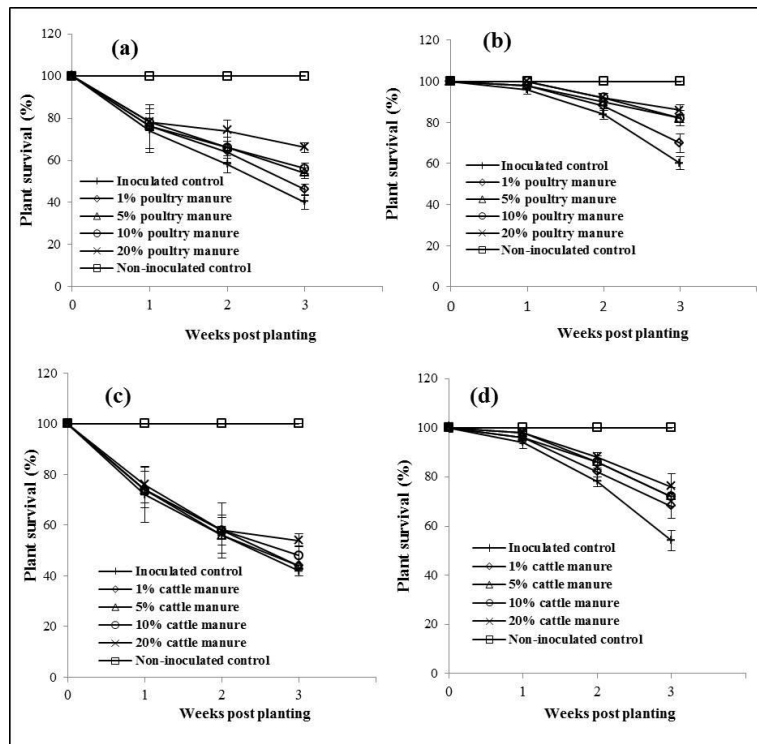 (a)
120
100
80
60
40
20
0
Plant survival (%)
Inoculated control
1% poultry manure
5% poultry manure
10% poultry manure
20% poultry manure
Non-inoculated control
0 1 2 3
Weeks post planting
(b)
120
100
80
60
40
20
0
Plant survival (%)
Inoculated control
1% poultry manure
5% poultry manure
10% poultry manure
20% poultry manure
Non-inoculated control
0 1 2 3
Weeks post planting
(c)
120
100
80
60
40
20
0
Plant survival (%)
Inoculated control
1% cattle manure
5% cattle manure
10% cattle manure
20% cattle manure
Non-inoculated control
0 1 2 3
Weeks post planting
(d)
120
100
80
60
40
20
0
Plant survival (%)
Inoculated control
1% cattle manure
5% cattle manure
10% cattle manure
20% cattle manure
Non-inoculated control
0 1 2 3
Weeks post planting